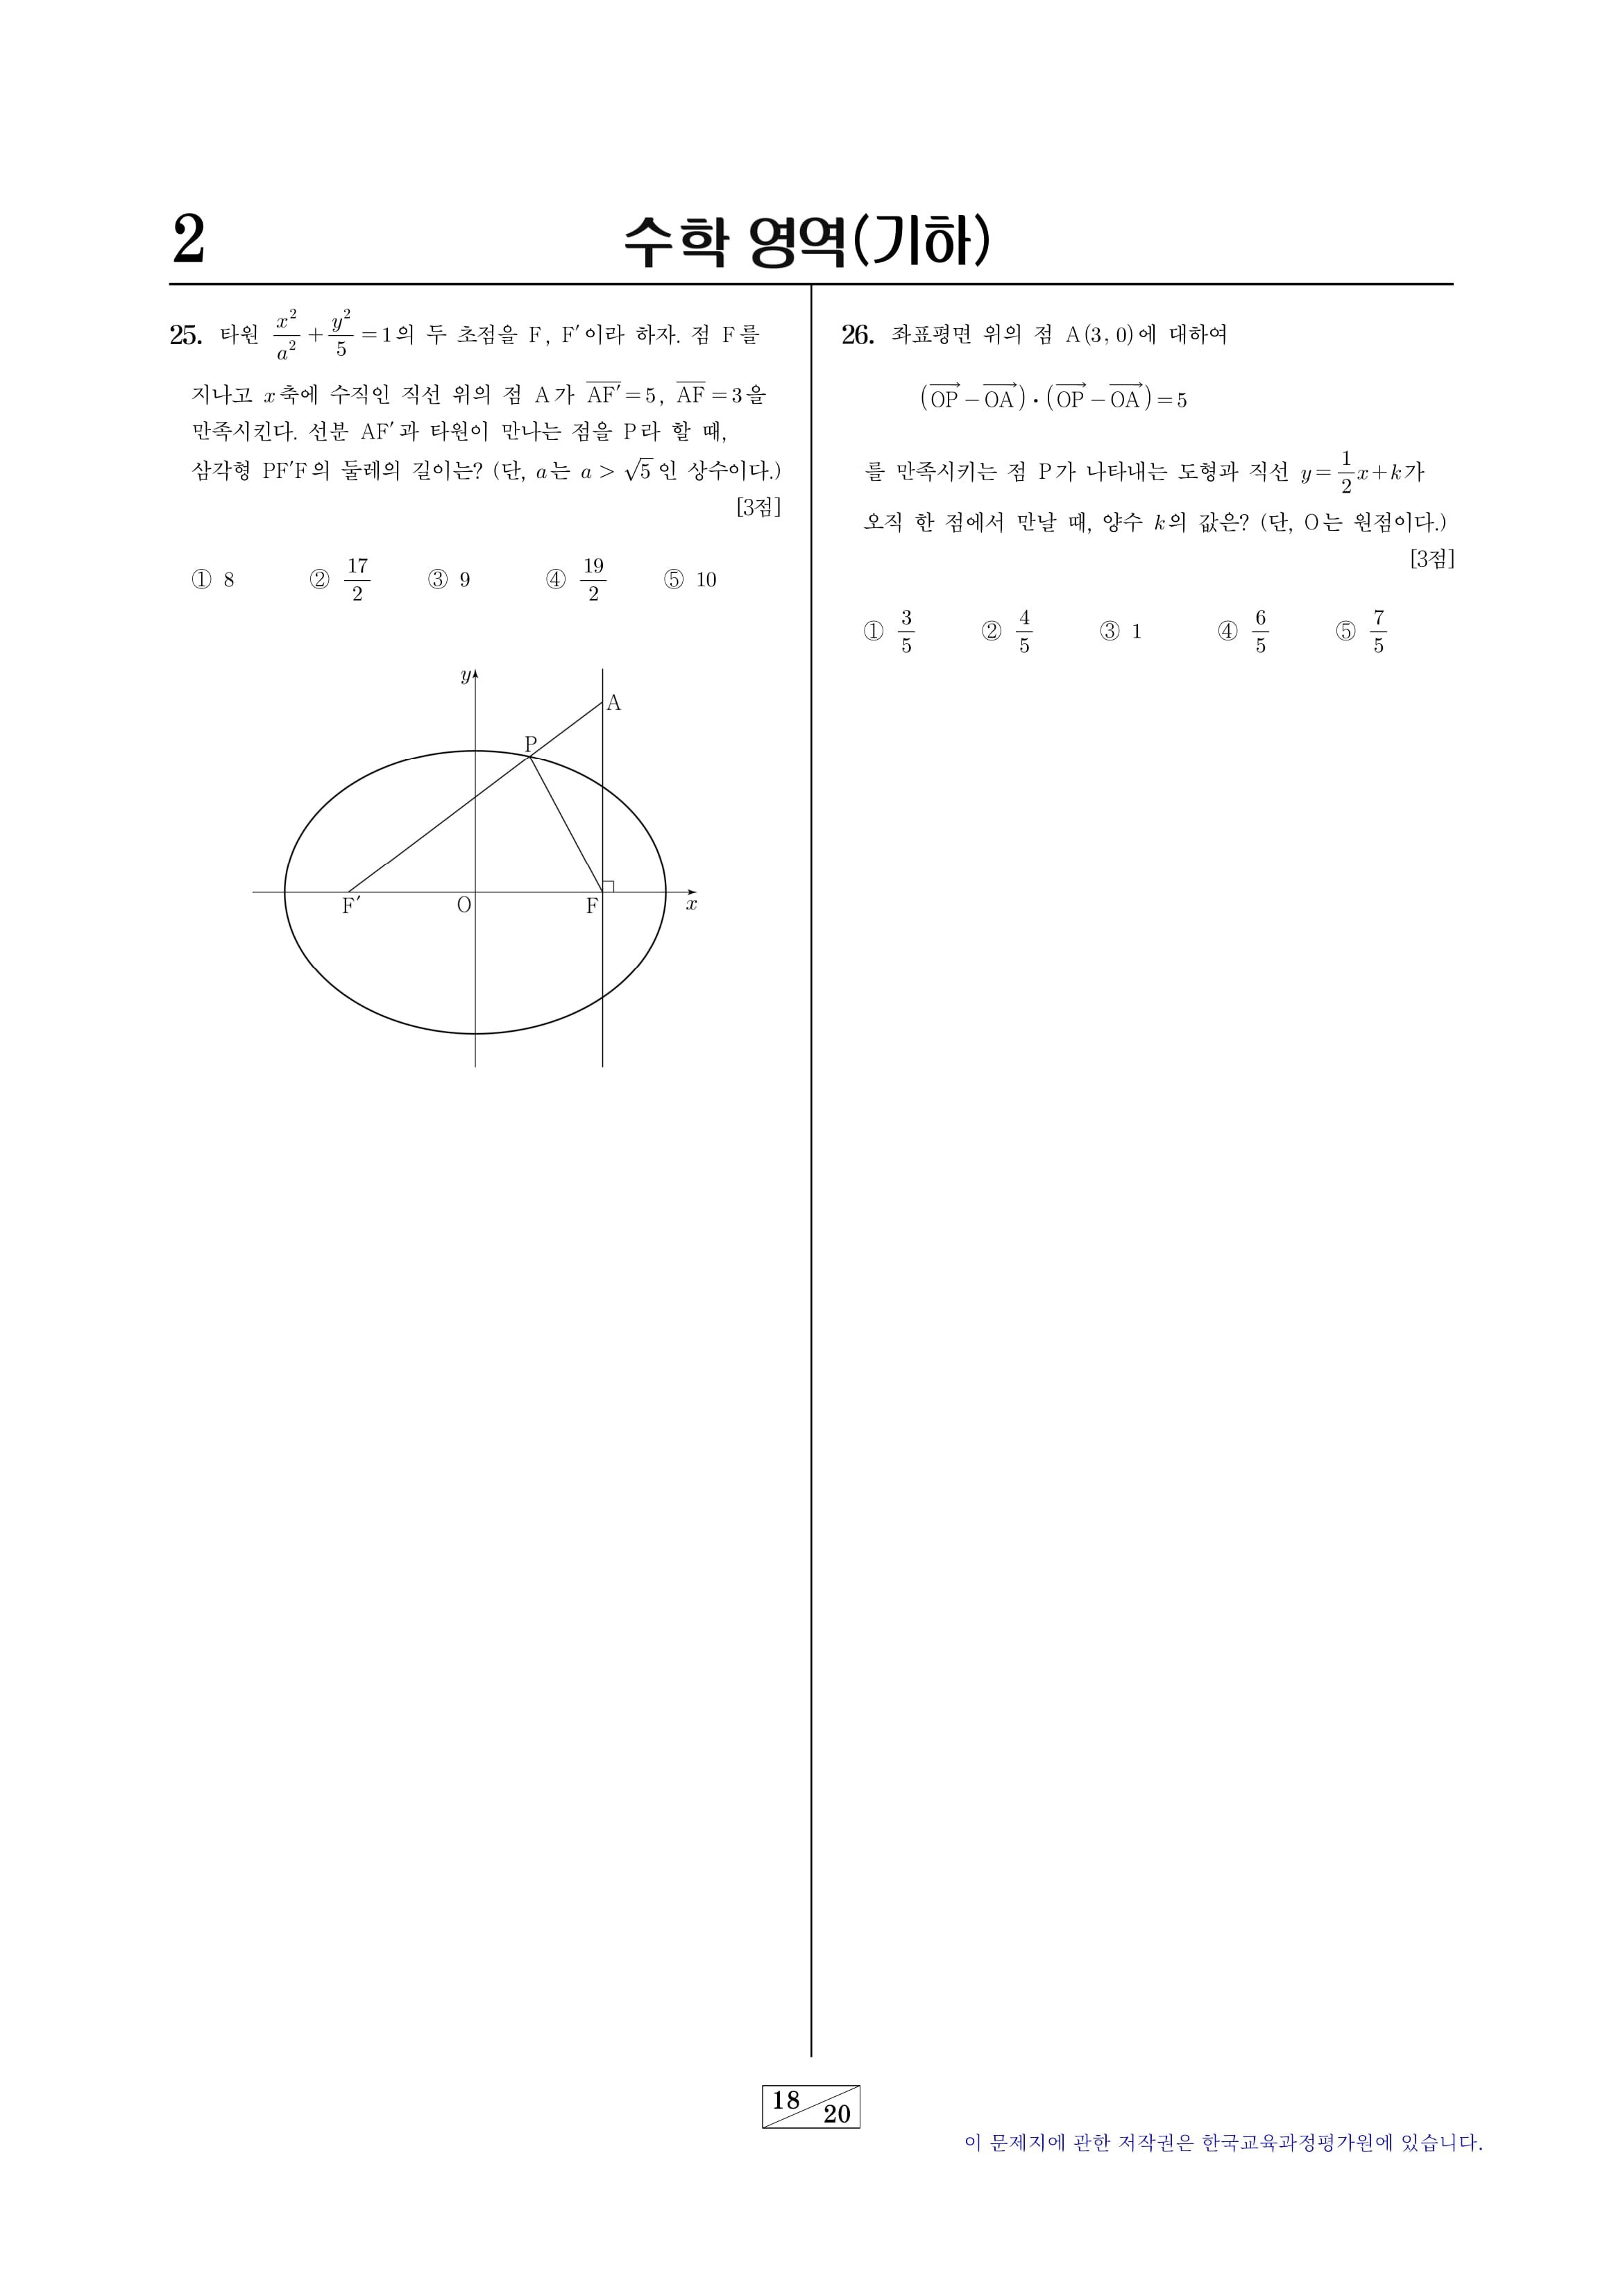 2
수학 영역(기하)
25. 타원 $\frac{x^2}{a^2}+\frac{y^2}{5}=1$의 두 초점을 F, F′이라 하자. 점 F를
지나고 $x$축에 수직인 직선 위의 점 A가 $\overline{AF'}=5$, $\overline{AF}=3$을
만족시킨다. 선분 AF′과 타원이 만나는 점을 P라 할 때,
삼각형 PF′F의 둘레의 길이는? (단, $a$는 $a>\sqrt{5}$인 상수이다.)
[3점]
① 8 ② $\frac{17}{2}$ ③ 9 ④ $\frac{19}{2}$ ⑤ 10
y
A
P
F′ O F x
26. 좌표평면 위의 점 A(3, 0)에 대하여
$(\overrightarrow{OP}-\overrightarrow{OA})\cdot(\overrightarrow{OP}-\overrightarrow{OA})=5$
를 만족시키는 점 P가 나타내는 도형과 직선 $y=\frac{1}{2}x+k$가
오직 한 점에서 만날 때, 양수 $k$의 값은? (단, O는 원점이다.)
[3점]
① $\frac{3}{5}$ ② $\frac{4}{5}$ ③ 1 ④ $\frac{6}{5}$ ⑤ $\frac{7}{5}$
18
20
이 문제지에 관한 저작권은 한국교육과정평가원에 있습니다.